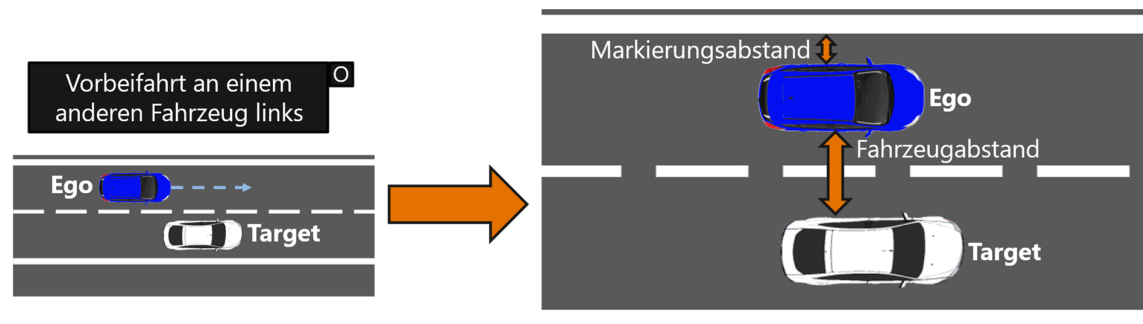 Vorbeifahrt an einem
anderen Fahrzeug links
O
Ego
Target
Markierungsabstand
Ego
Fahrzeugabstand
Target